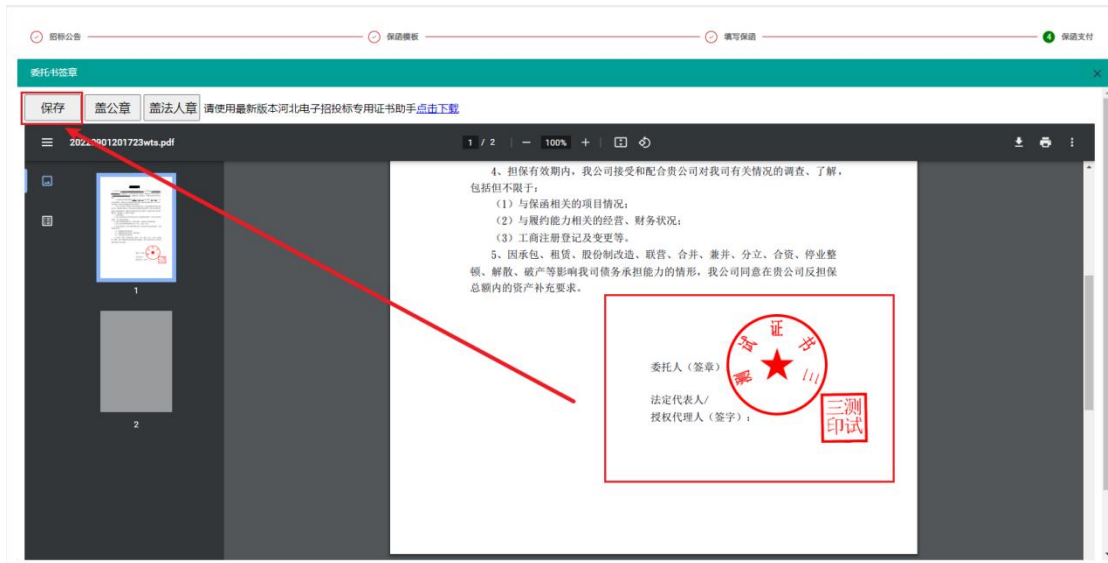 招标公告
保函模板
填写保函
4 保函支付
委托书签章
保存 盖公章 盖法人章 请使用最新版本河北电子招投标专用证书助手点击下载
20220901201723wts.pdf 1 / 2 100%
4、担保有效期内，我公司接受和配合贵公司对我司有关情况的调查、了解，
包括但不限于：
（1）与保函相关的项目情况；
（2）与履约能力相关的经营、财务状况；
（3）工商注册登记及变更等。
5、因承包、租赁、股份制改造、联营、合并、兼并、分立、合资、停业整
顿、解散、破产等影响我司债务承担能力的情形，我公司同意在贵公司反担保
总额内的资产补充要求。
委托人（签章）
测试证书三
法定代表人/
授权代理人（签字）：
三测
印试
1
2